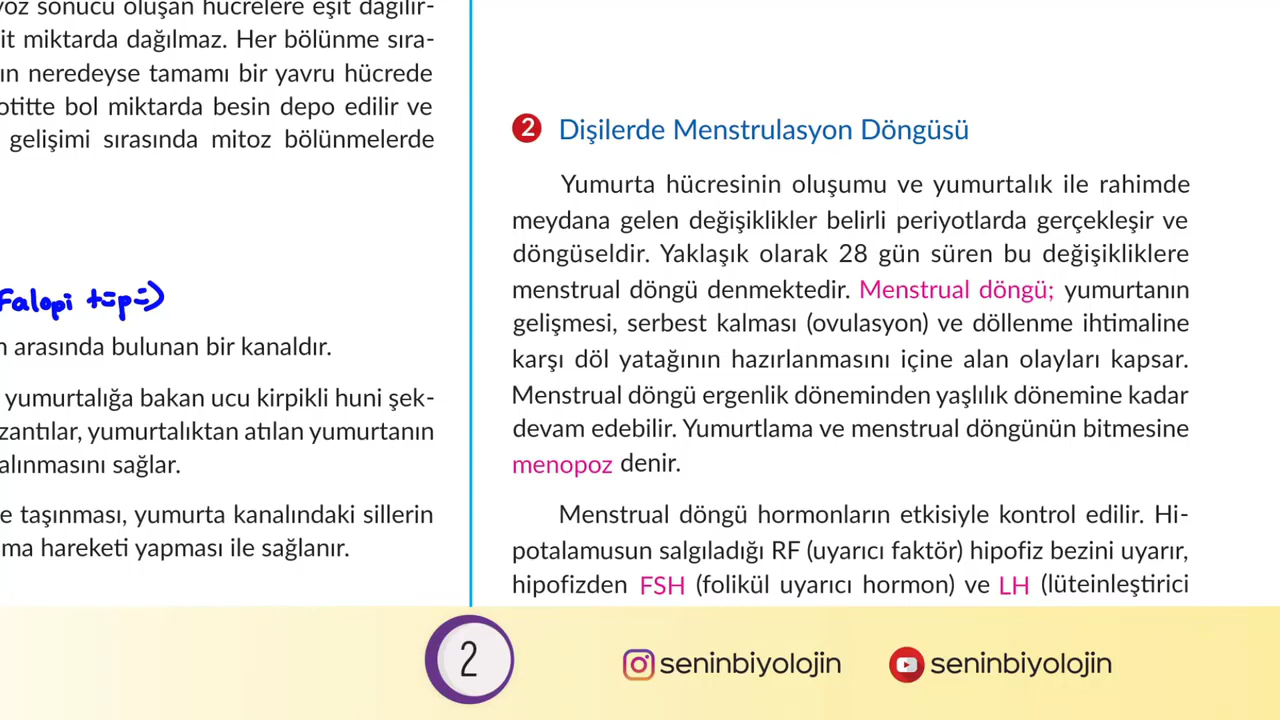 sonucu oluşan hücrelere eşit dağılır-
it miktarda dağılmaz. Her bölünme sıra-
ın neredeyse tamamı bir yavru hücrede
otitte bol miktarda besin depo edilir ve
gelişimi sırasında mitoz bölünmelerde
Falopi tüp=)
arasında bulunan bir kanaldır.
yumurtalığa bakan ucu kirpikli huni şek-
zantılar, yumurtalıktan atılan yumurtanın
alınmasını sağlar.
e taşınması, yumurta kanalındaki sillerin
ma hareketi yapması ile sağlanır.
2 Dişilerde Menstrulasyon Döngüsü
Yumurta hücresinin oluşumu ve yumurtalık ile rahimde
meydana gelen değişiklikler belirli periyotlarda gerçekleşir ve
döngüseldir. Yaklaşık olarak 28 gün süren bu değişikliklere
menstrual döngü denmektedir. Menstrual döngü; yumurtanın
gelişmesi, serbest kalması (ovulasyon) ve döllenme ihtimaline
karşı döl yatağının hazırlanmasını içine alan olayları kapsar.
Menstrual döngü ergenlik döneminden yaşlılık dönemine kadar
devam edebilir. Yumurtlama ve menstrual döngünün bitmesine
menopoz denir.
Menstrual döngü hormonların etkisiyle kontrol edilir. Hi-
potalamusun salgıladığı RF (uyarıcı faktör) hipofiz bezini uyarır,
hipofizden FSH (folikül uyarıcı hormon) ve LH (lüteinleştirici
2
seninbiyolojin
seninbiyolojin